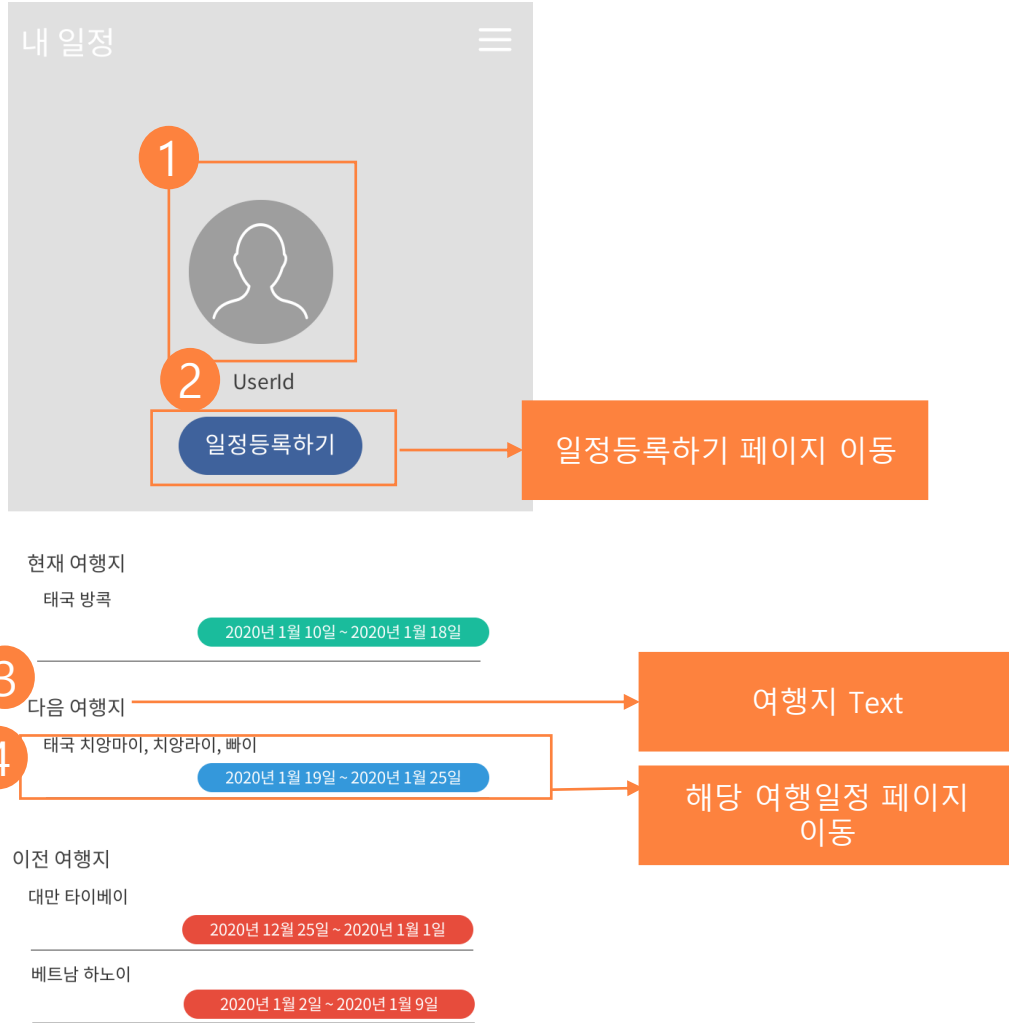 내 일정
1
2
UserId
일정등록하기
일정등록하기 페이지 이동
현재 여행지
태국 방콕
2020년 1월 10일 ~ 2020년 1월 18일
3
다음 여행지
여행지 Text
4
태국 치앙마이, 치앙라이, 빠이
2020년 1월 19일 ~ 2020년 1월 25일
해당 여행일정 페이지
이동
이전 여행지
대만 타이베이
2020년 12월 25일 ~ 2020년 1월 1일
베트남 하노이
2020년 1월 2일 ~ 2020년 1월 9일